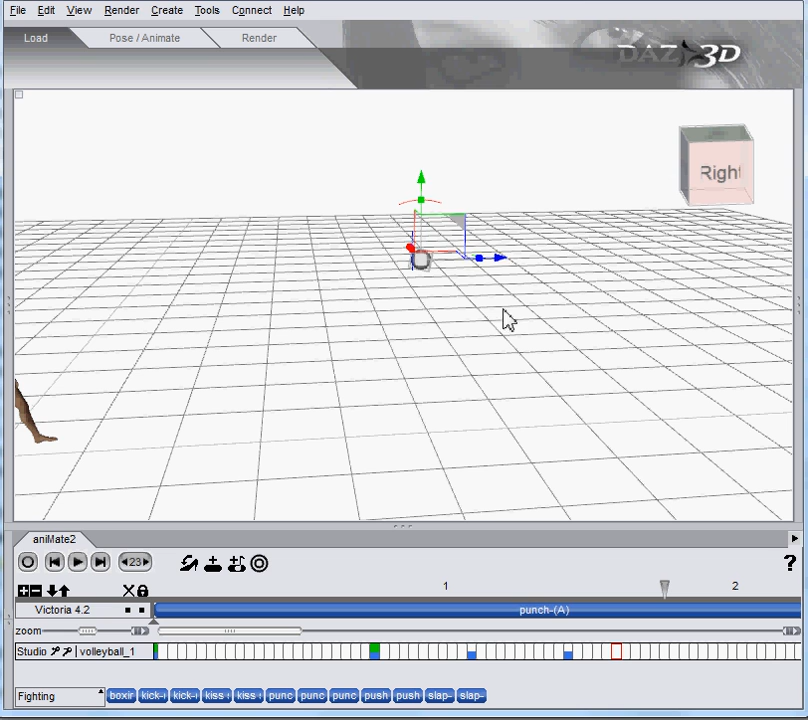 File Edit View Render Create Tools Connect Help
Load Pose / Animate Render
DAZ 3D
Right
aniMate2
23 ?
1 2
Victoria 4.2 punch-(A)
zoom
Studio volleyball_1
Fighting boxir kick-( kick-( kiss kiss punc punc punc push push slap- slap-